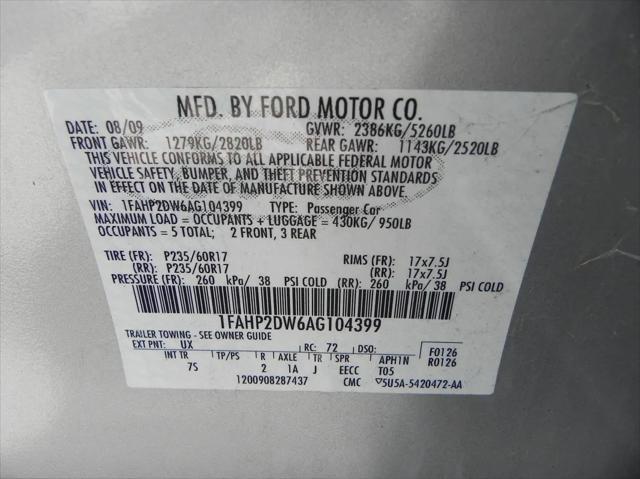 MFD. BY FORD MOTOR CO.
DATE: 08/09 GVWR: 2386KG/5260LB
FRONT GAWR: 1279KG/2820LB REAR GAWR: 1143KG/2520LB
THIS VEHICLE CONFORMS TO ALL APPLICABLE FEDERAL MOTOR
VEHICLE SAFETY, BUMPER, AND THEFT PREVENTION STANDARDS
IN EFFECT ON THE DATE OF MANUFACTURE SHOWN ABOVE.
VIN: 1FAHP2DW6AG104399 TYPE: Passenger Car
MAXIMUM LOAD = OCCUPANTS + LUGGAGE = 430KG/ 950LB
OCCUPANTS = 5 TOTAL: 2 FRONT, 3 REAR
TIRE (FR): P235/60R17 RIMS (FR): 17x7.5J
(RR): P235/60R17 (RR): 17x7.5J
PRESSURE (FR): 260 kPa/ 38 PSI COLD (RR): 260 kPa/ 38 PSI COLD
1FAHP2DW6AG104399
TRAILER TOWING - SEE OWNER GUIDE
EXT PNT: UX RC: 72 DSO: F0126
INT TR TP/PS R AXLE TR SPR APH1N R0126
7S 2 1A J EECC T05
1200908287437 CMC 5U5A-5420472-AA